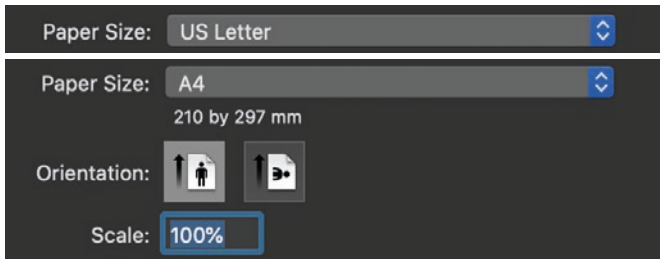 Paper Size: US Letter
Paper Size: A4
210 by 297 mm
Orientation:
Scale: 100%